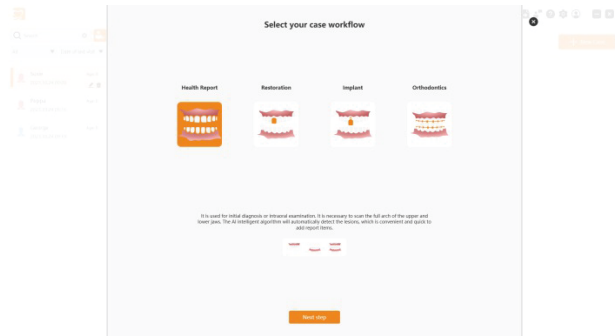 Select your case workflow
Health Report
Restoration
Implant
Orthodontics
It is used for initial diagnosis or intraoral examination. It is necessary to scan the full arch of the upper and
lower jaws. The AI intelligent algorithm will automatically detect the lesions, which is convenient and quick to
add report items.
Next step